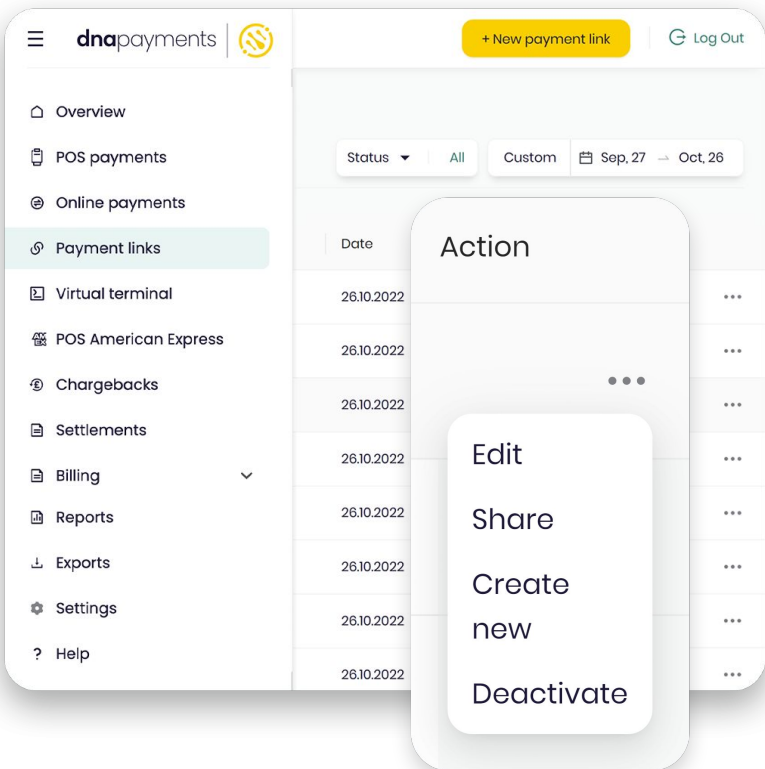 dnapayments
+ New payment link
Log Out
Overview
POS payments
Online payments
Payment links
Virtual terminal
POS American Express
Chargebacks
Settlements
Billing
Reports
Exports
Settings
? Help
Status
All
Custom
Sep, 27 → Oct, 26
Date
26.10.2022
26.10.2022
26.10.2022
26.10.2022
26.10.2022
26.10.2022
26.10.2022
26.10.2022
Action
Edit
Share
Create
new
Deactivate